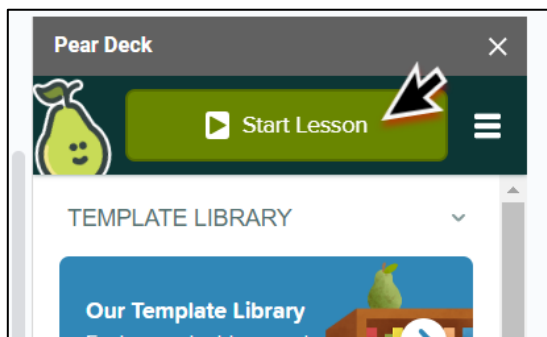 Pear Deck
Start Lesson
TEMPLATE LIBRARY
Our Template Library